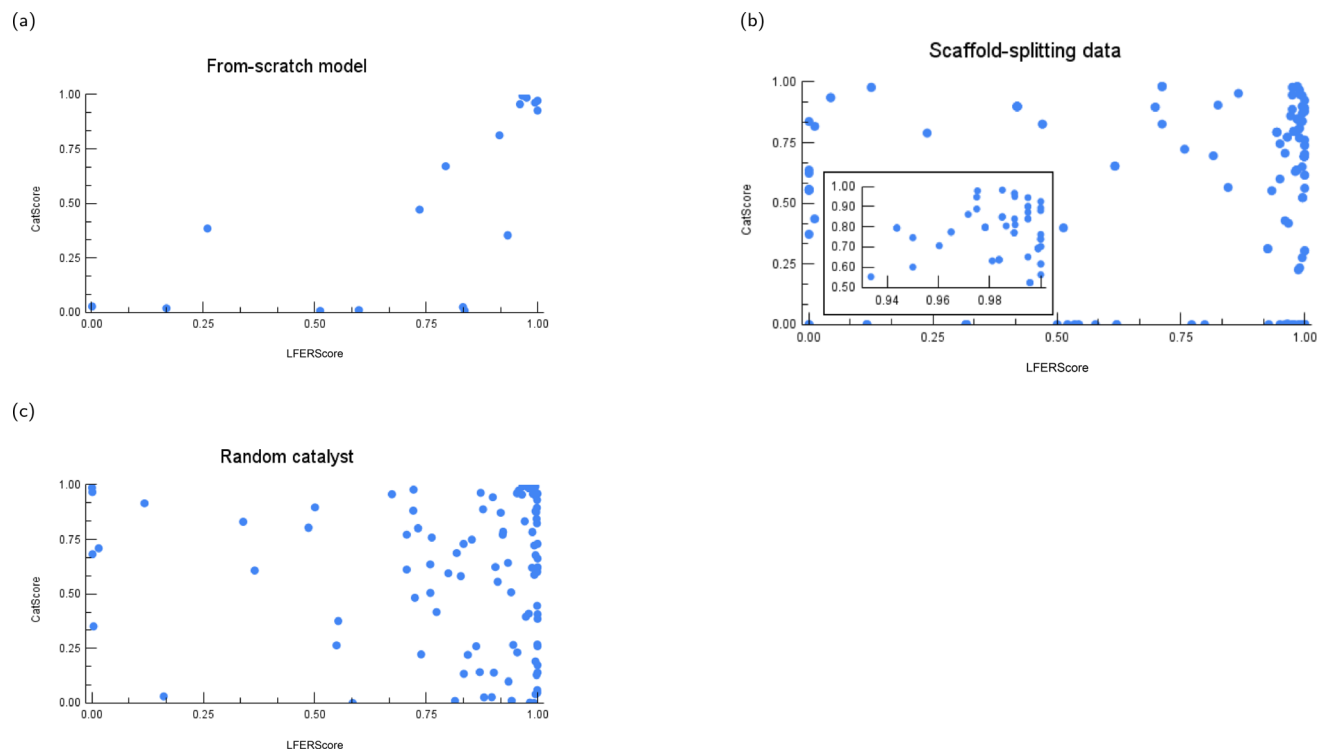 (a)
From-scratch model
1.00
0.75
0.50
0.25
0.00
CatScore
0.00 0.25 0.50 0.75 1.00
LFERScore
(b)
Scaffold-splitting data
1.00
0.75
0.50
0.25
0.00
CatScore
1.00
0.90
0.80
0.70
0.60
0.50
0.94 0.96 0.98
0.00 0.25 0.50 0.75 1.00
LFERScore
(c)
Random catalyst
1.00
0.75
0.50
0.25
0.00
CatScore
0.00 0.25 0.50 0.75 1.00
LFERScore